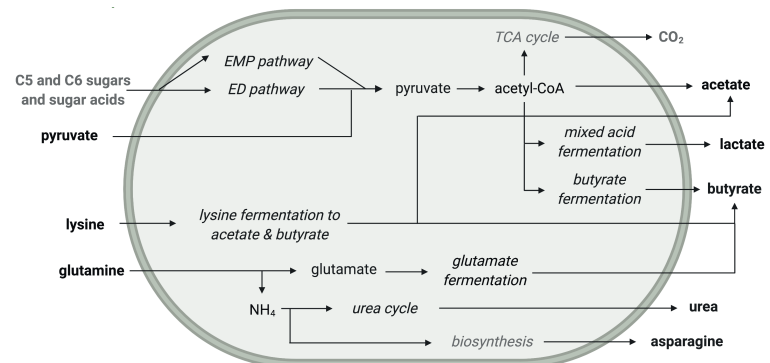 TCA cycle
CO₂
EMP pathway
C5 and C6 sugars
and sugar acids
ED pathway
pyruvate
acetyl-CoA
acetate
pyruvate
mixed acid
fermentation
lactate
butyrate
fermentation
butyrate
lysine
lysine fermentation to
acetate & butyrate
glutamine
glutamate
glutamate
fermentation
NH₄
urea cycle
urea
biosynthesis
asparagine